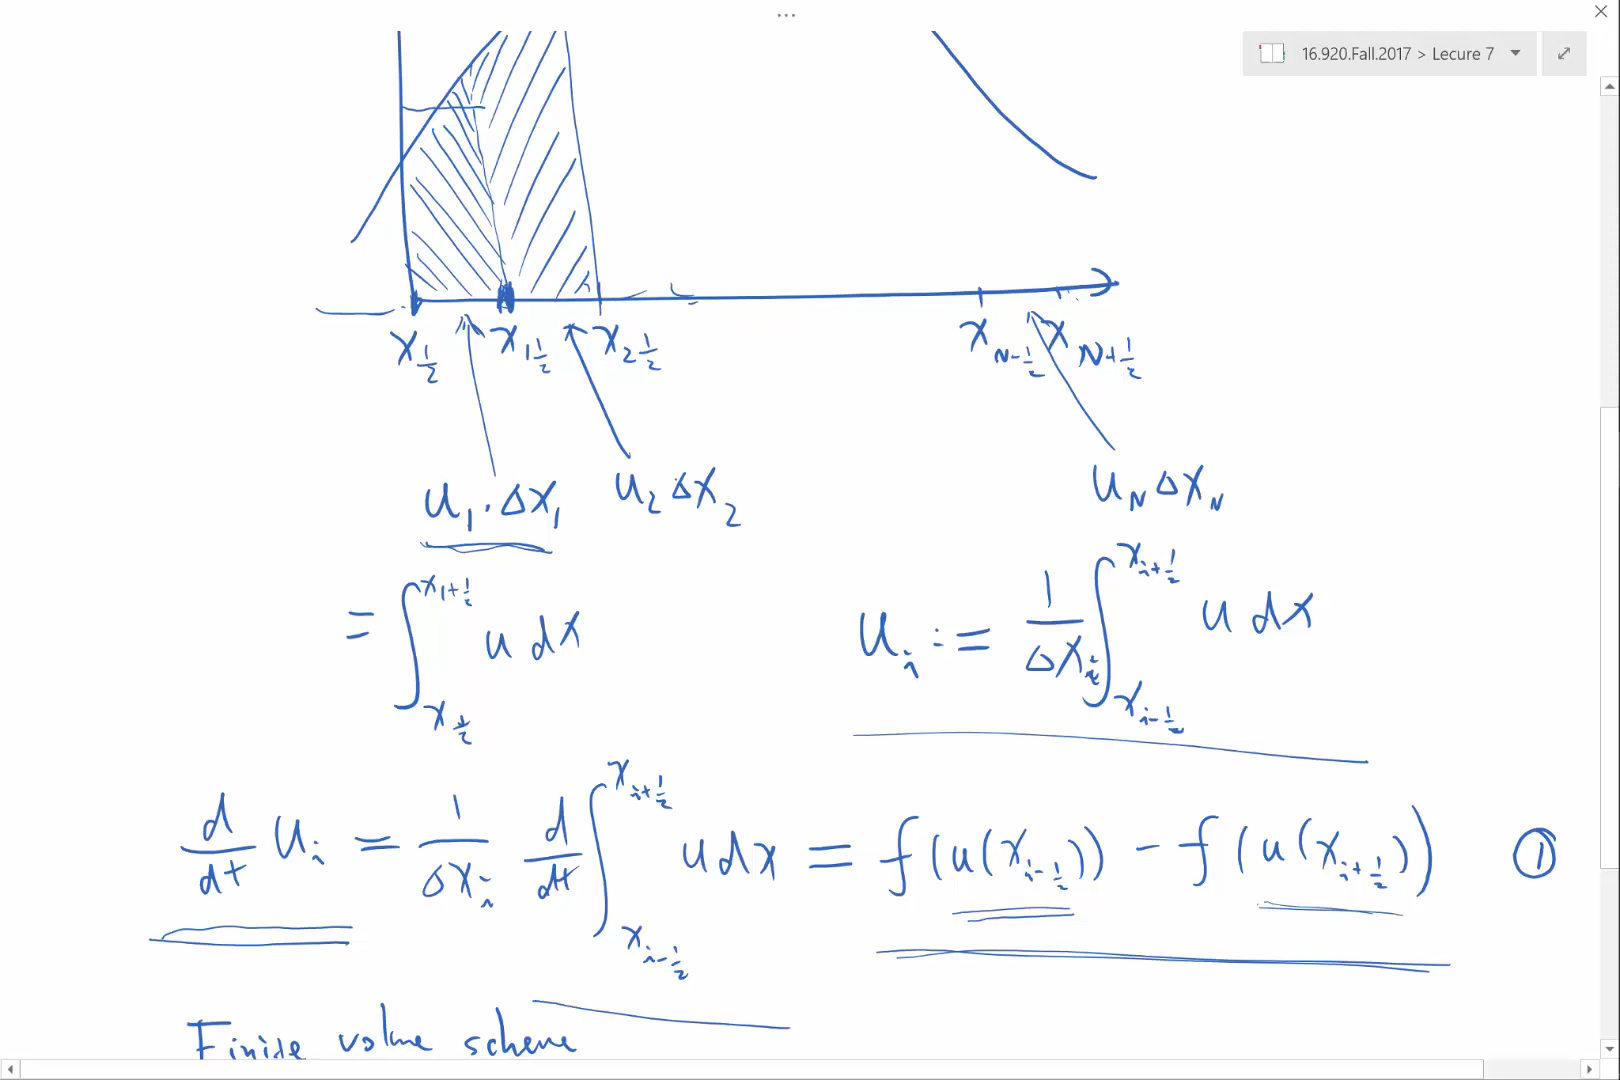 16.920.Fall.2017 > Lecure 7
x_{1/2} x_{1 1/2} x_{2 1/2} x_{N-1/2} x_{N+1/2}
u_1 · Δx_1 u_2 Δx_2 u_N Δx_N
= ∫_{x_{1/2}}^{x_{1+1/2}} u dx
u_i := 1/Δx_i ∫_{x_{i-1/2}}^{x_{i+1/2}} u dx
d/dt u_i = 1/Δx_i d/dt ∫_{x_{i-1/2}}^{x_{i+1/2}} u dx = f(u(x_{i-1/2})) - f(u(x_{i+1/2})) ①
Finite volume scheme